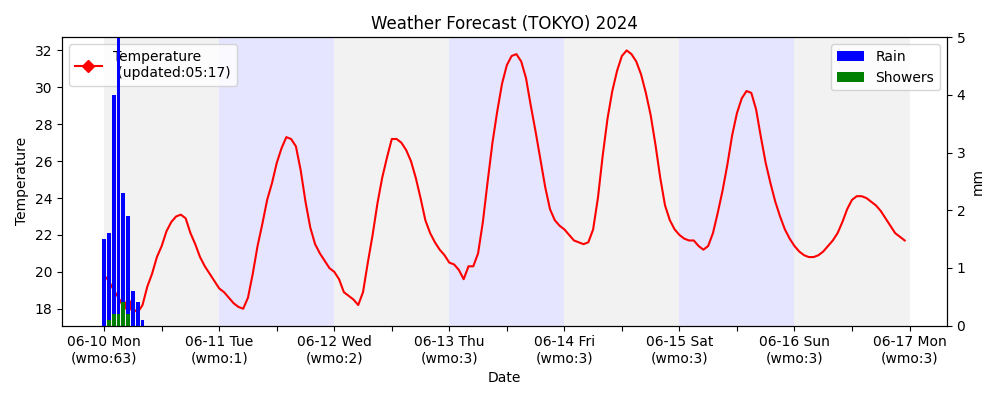 Weather Forecast (TOKYO) 2024
Temperature
(updated:05:17)
Rain
Showers
Temperature
32
30
28
26
24
22
20
18
5
4
3
2
1
0
mm
06-10 Mon
(wmo:63)
06-11 Tue
(wmo:1)
06-12 Wed
(wmo:2)
06-13 Thu
(wmo:3)
06-14 Fri
(wmo:3)
06-15 Sat
(wmo:3)
06-16 Sun
(wmo:3)
06-17 Mon
(wmo:3)
Date